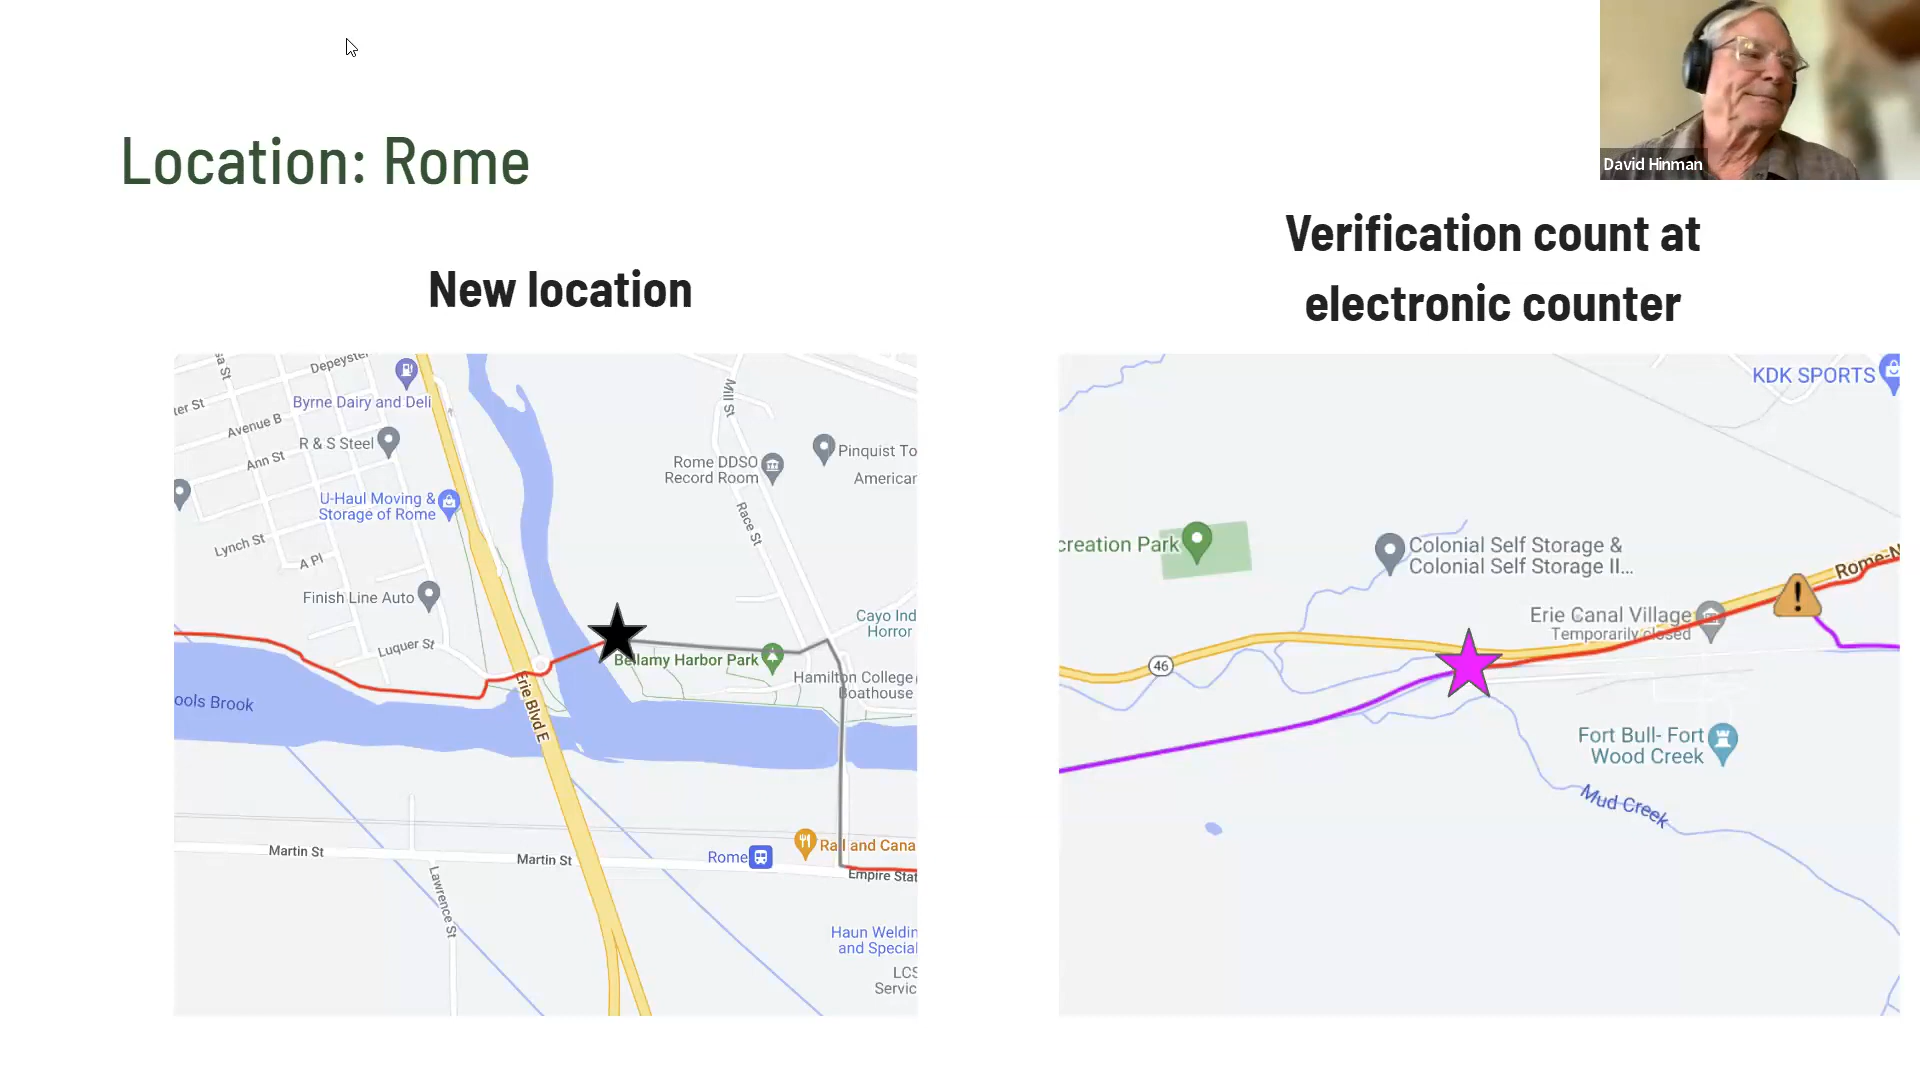 David Hinman
Location: Rome
New location
Verification count at
electronic counter
Depeyster
Byrne Dairy and Deli
Avenue B
R & S Steel
Ann St
U-Haul Moving &
Storage of Rome
Lynch St
A Pl
Finish Line Auto
Luquer St
ools Brook
Erie Blvd E
Mill St
Race St
Rome DDSO
Record Room
Pinquist To
American
Cayo Ind
Horror
Bellamy Harbor Park
Hamilton College
Boathouse
Martin St
Martin St
Lawrence St
Rome
Rail and Cana
Empire Stat
Haun Weldin
and Special
LCS
Servic
KDK SPORTS
creation Park
Colonial Self Storage &
Colonial Self Storage II...
Rome-N
Erie Canal Village
Temporarily closed
46
Fort Bull- Fort
Wood Creek
Mud Creek